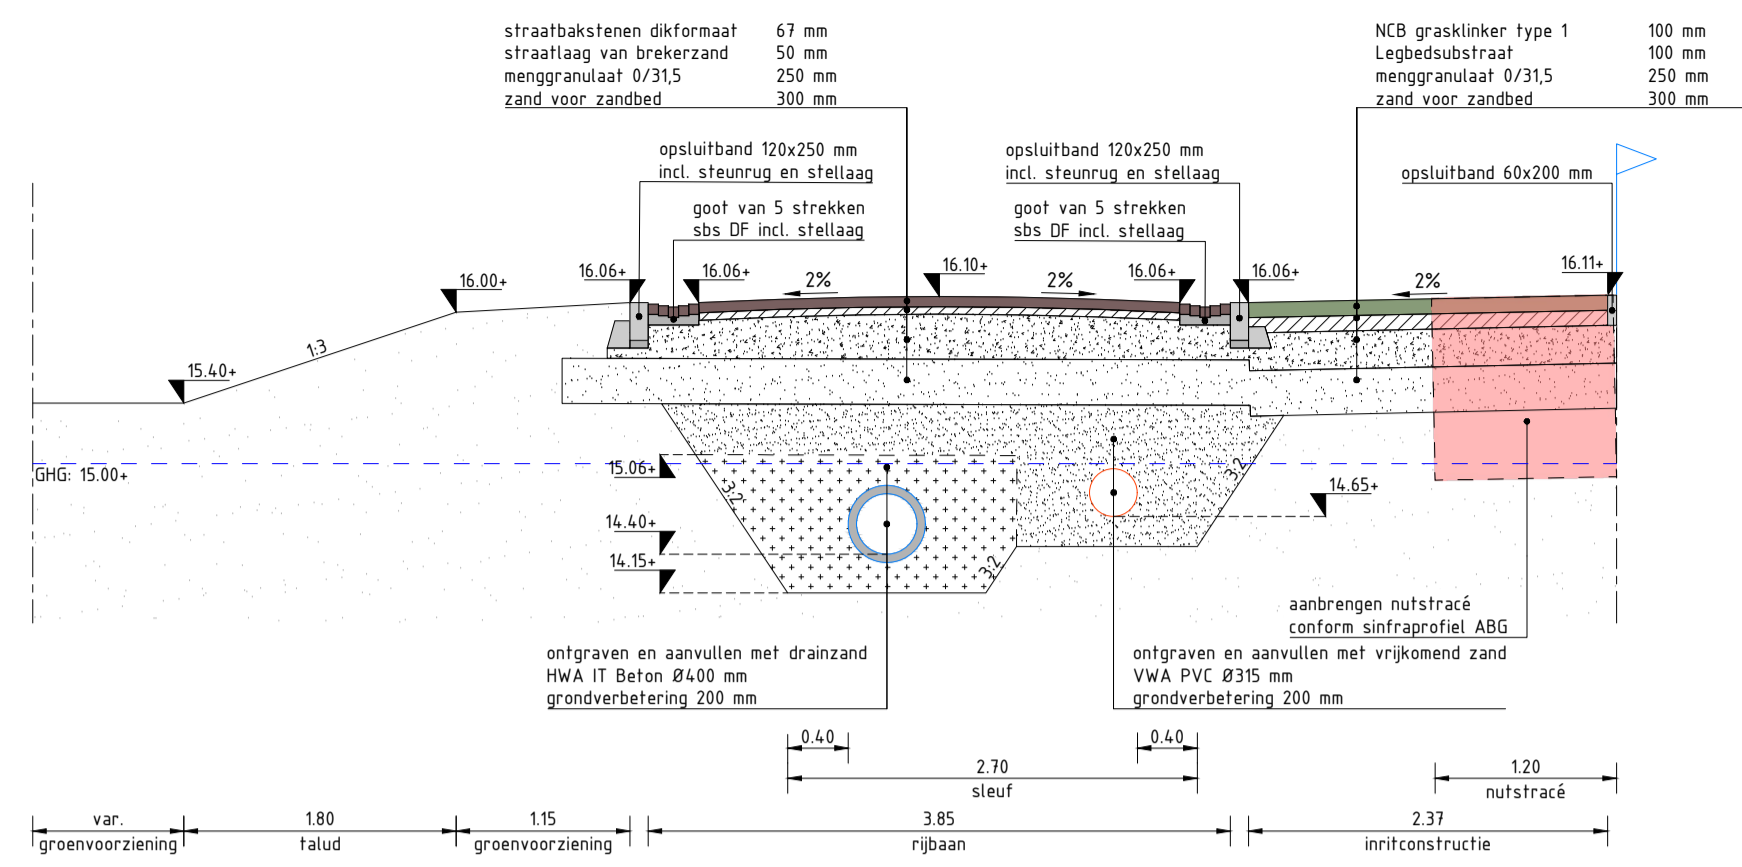 straatbakstenen dikformaat 67 mm
straatlaag van brekerzand 50 mm
menggranulaat 0/31,5 250 mm
zand voor zandbed 300 mm
NCB grasklinker type 1 100 mm
Legbedsubstraat 100 mm
menggranulaat 0/31,5 250 mm
zand voor zandbed 300 mm
opsluitband 120x250 mm
incl. steunrug en stellaag
goot van 5 strekken
sbs DF incl. stellaag
opsluitband 120x250 mm
incl. steunrug en stellaag
goot van 5 strekken
sbs DF incl. stellaag
opsluitband 60x200 mm
15.40+
1:3
16.00+
16.06+
16.06+
2%
16.10+
2%
16.06+
16.06+
2%
16.11+
GHG: 15.00+
15.06+
14.40+
14.15+
3:2
3:2
3:2
14.65+
aanbrengen nutstracé
conform sinfraprofiel ABG
ontgraven en aanvullen met drainzand
HWA IT Beton Ø400 mm
grondverbetering 200 mm
ontgraven en aanvullen met vrijkomend zand
VWA PVC Ø315 mm
grondverbetering 200 mm
0.40
0.40
2.70
sleuf
1.20
nutstracé
var.
groenvoorziening
1.80
talud
1.15
groenvoorziening
3.85
rijbaan
2.37
inritconstructie